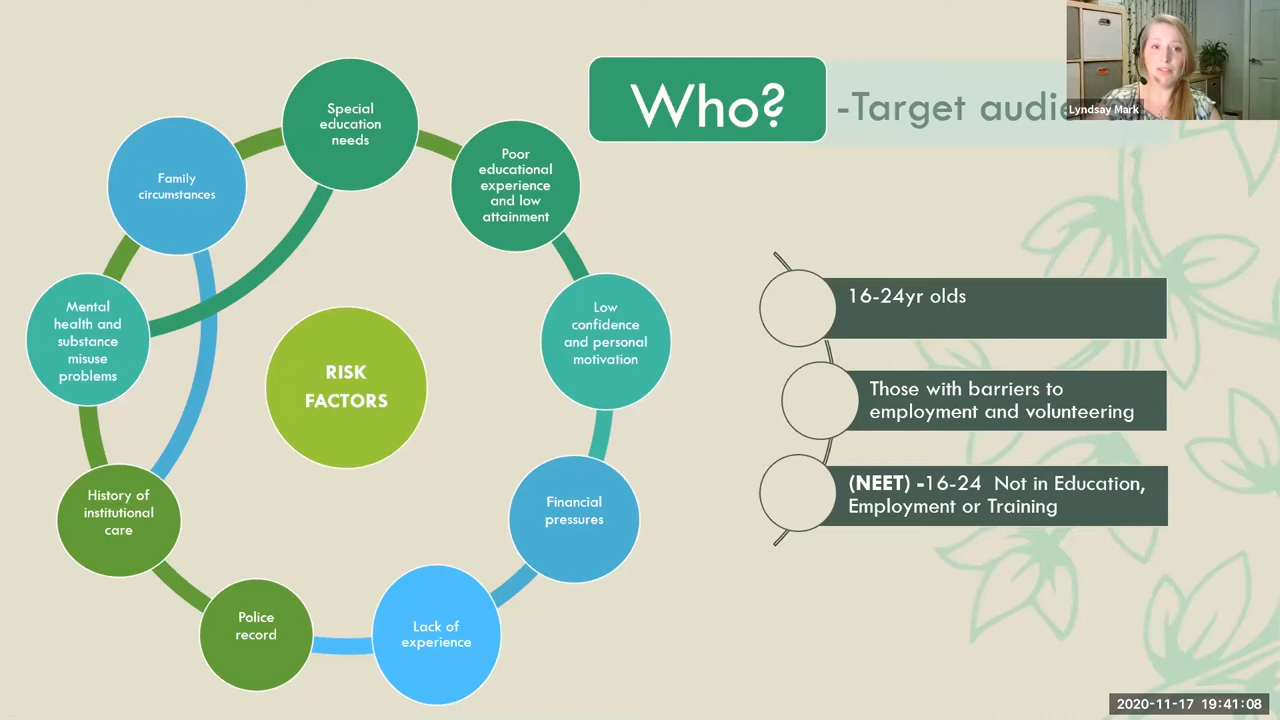 Who?
-Target
Lyndsay Mark
Special
education
needs
Poor
educational
experience
and low
attainment
Family
circumstances
Mental
health and
substance
misuse
problems
Low
confidence
and personal
motivation
RISK
FACTORS
History of
institutional
care
Financial
pressures
Police
record
Lack of
experience
16-24yr olds
Those with barriers to
employment and volunteering
(NEET) -16-24 Not in Education,
Employment or Training
2020-11-17 19:41:08